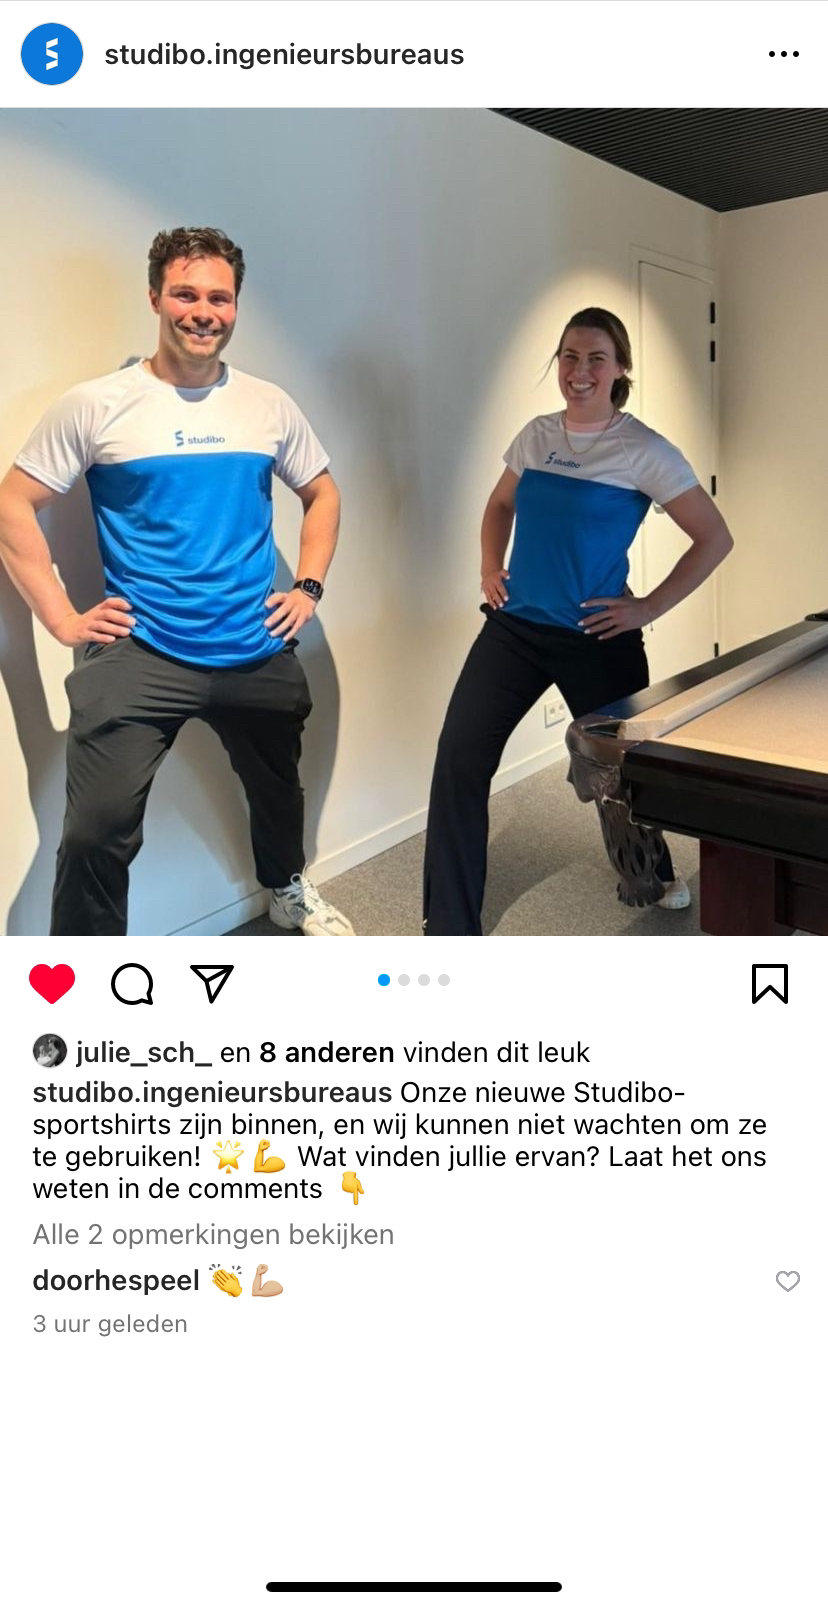 studibo.ingenieursbureaus
studibo
studibo
julie_sch_ en 8 anderen vinden dit leuk
studibo.ingenieursbureaus Onze nieuwe Studibo-
sportshirts zijn binnen, en wij kunnen niet wachten om ze
te gebruiken! 🌟💪 Wat vinden jullie ervan? Laat het ons
weten in de comments 👇
Alle 2 opmerkingen bekijken
doorhespeel 👏💪🏼
3 uur geleden